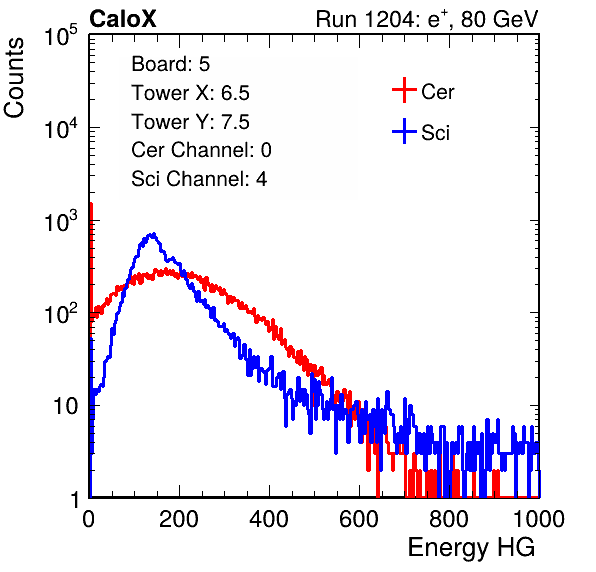 CaloX Run 1204: e⁺, 80 GeV
Counts
Board: 5
Tower X: 6.5
Tower Y: 7.5
Cer Channel: 0
Sci Channel: 4
Cer
Sci
10⁵
10⁴
10³
10²
10
1
0 200 400 600 800 1000
Energy HG